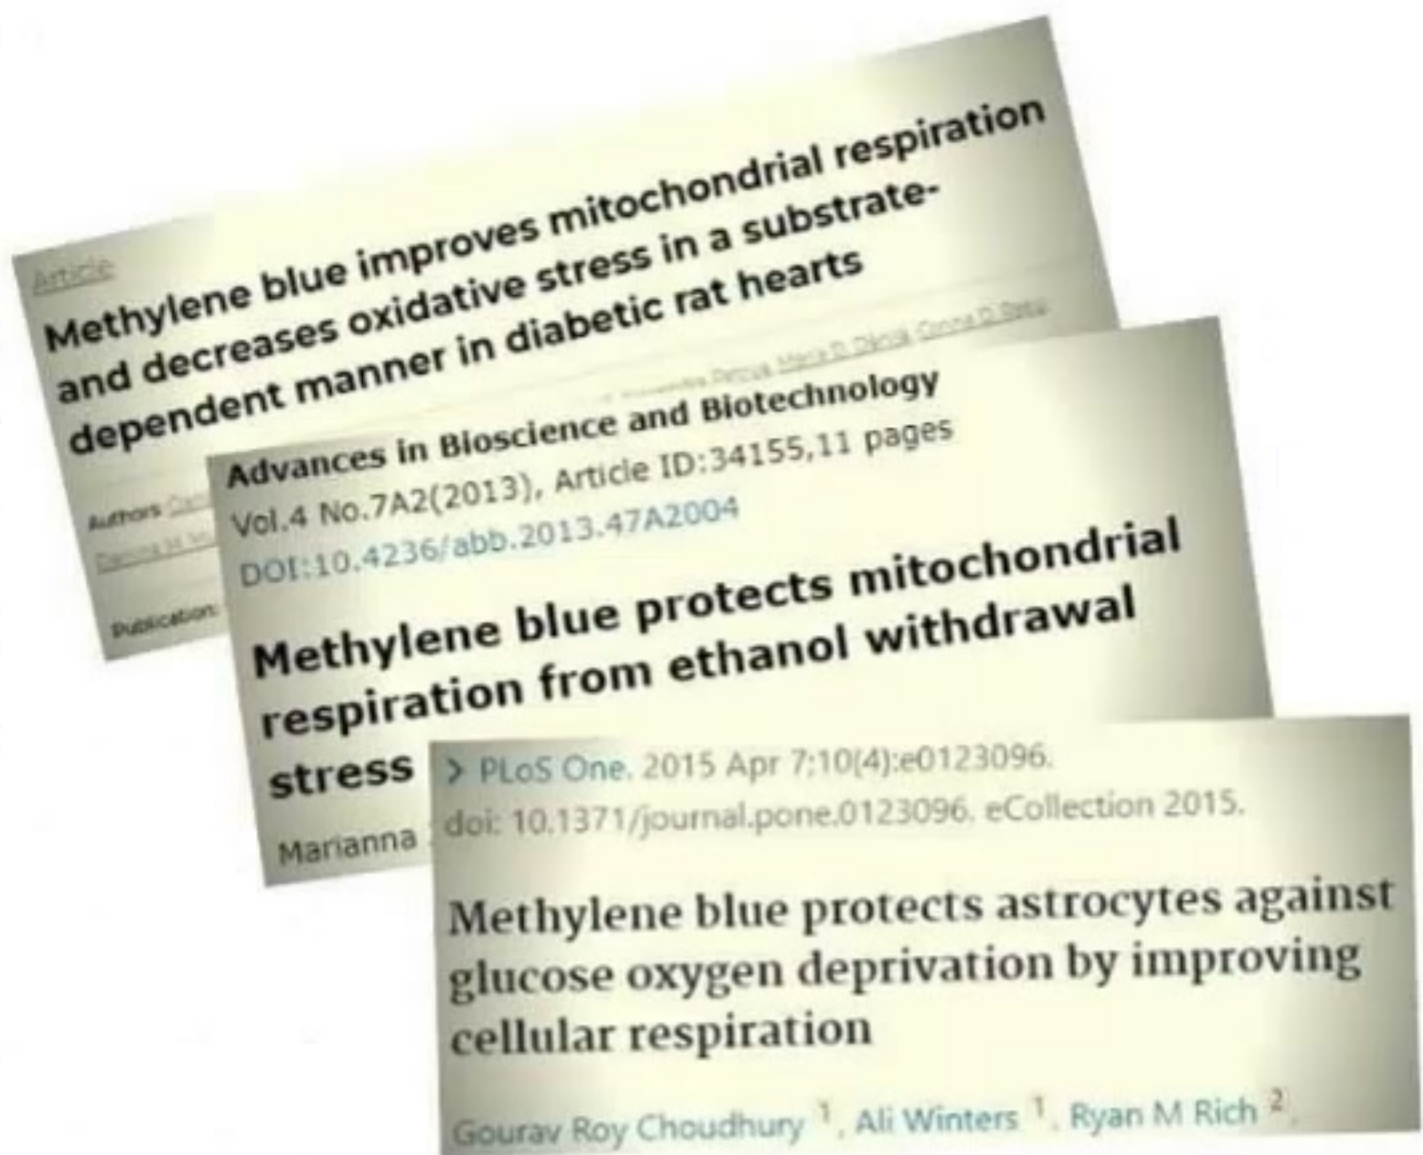 Article
Methylene blue improves mitochondrial respiration
and decreases oxidative stress in a substrate-
dependent manner in diabetic rat hearts
Authors
Publication:
Advances in Bioscience and Biotechnology
Vol.4 No.7A2(2013), Article ID:34155,11 pages
DOI:10.4236/abb.2013.47A2004
Methylene blue protects mitochondrial
respiration from ethanol withdrawal
stress
Marianna
> PLoS One. 2015 Apr 7;10(4):e0123096.
doi: 10.1371/journal.pone.0123096. eCollection 2015.
Methylene blue protects astrocytes against
glucose oxygen deprivation by improving
cellular respiration
Gourav Roy Choudhury 1, Ali Winters 1, Ryan M Rich 2,